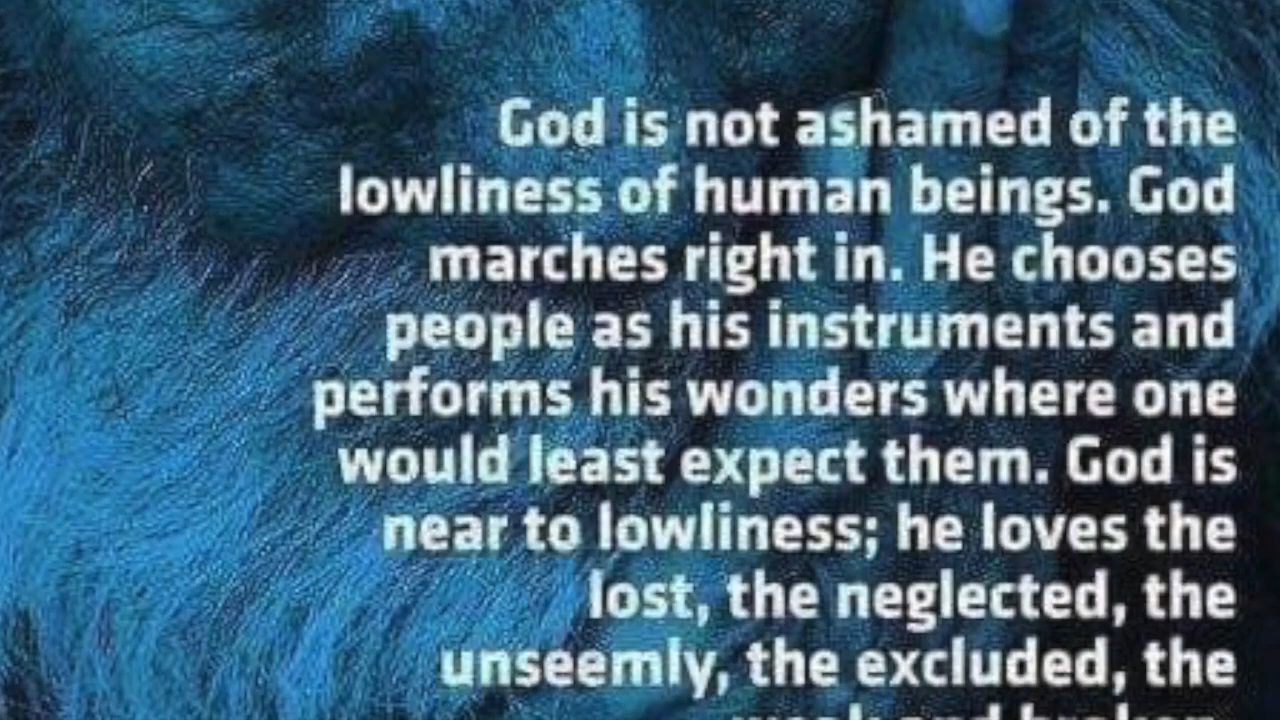 God is not ashamed of the
lowliness of human beings. God
marches right in. He chooses
people as his instruments and
performs his wonders where one
would least expect them. God is
near to lowliness; he loves the
lost, the neglected, the
unseemly, the excluded, the